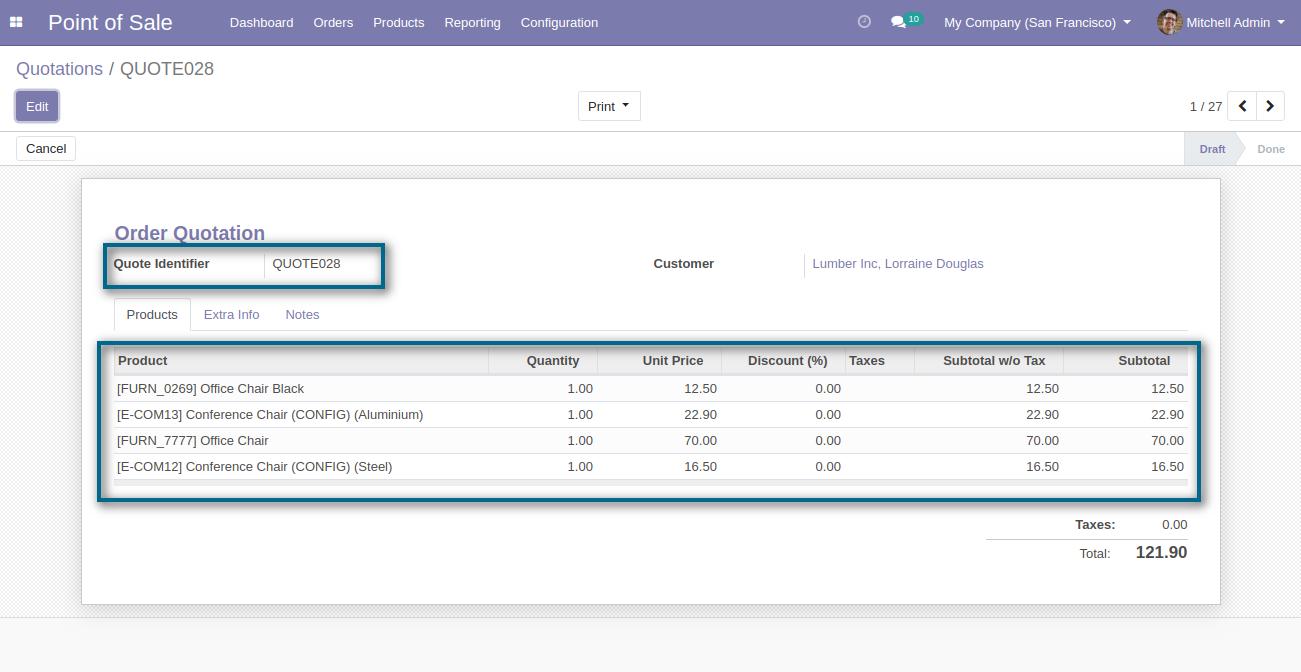 Point of Sale Dashboard Orders Products Reporting Configuration 10 My Company (San Francisco) Mitchell Admin
Quotations / QUOTE028
Edit Print 1 / 27
Cancel Draft Done
Order Quotation
Quote Identifier QUOTE028 Customer Lumber Inc, Lorraine Douglas
Products Extra Info Notes
Product Quantity Unit Price Discount (%) Taxes Subtotal w/o Tax Subtotal
[FURN_0269] Office Chair Black 1.00 12.50 0.00 12.50 12.50
[E-COM13] Conference Chair (CONFIG) (Aluminium) 1.00 22.90 0.00 22.90 22.90
[FURN_7777] Office Chair 1.00 70.00 0.00 70.00 70.00
[E-COM12] Conference Chair (CONFIG) (Steel) 1.00 16.50 0.00 16.50 16.50
Taxes: 0.00
Total: 121.90